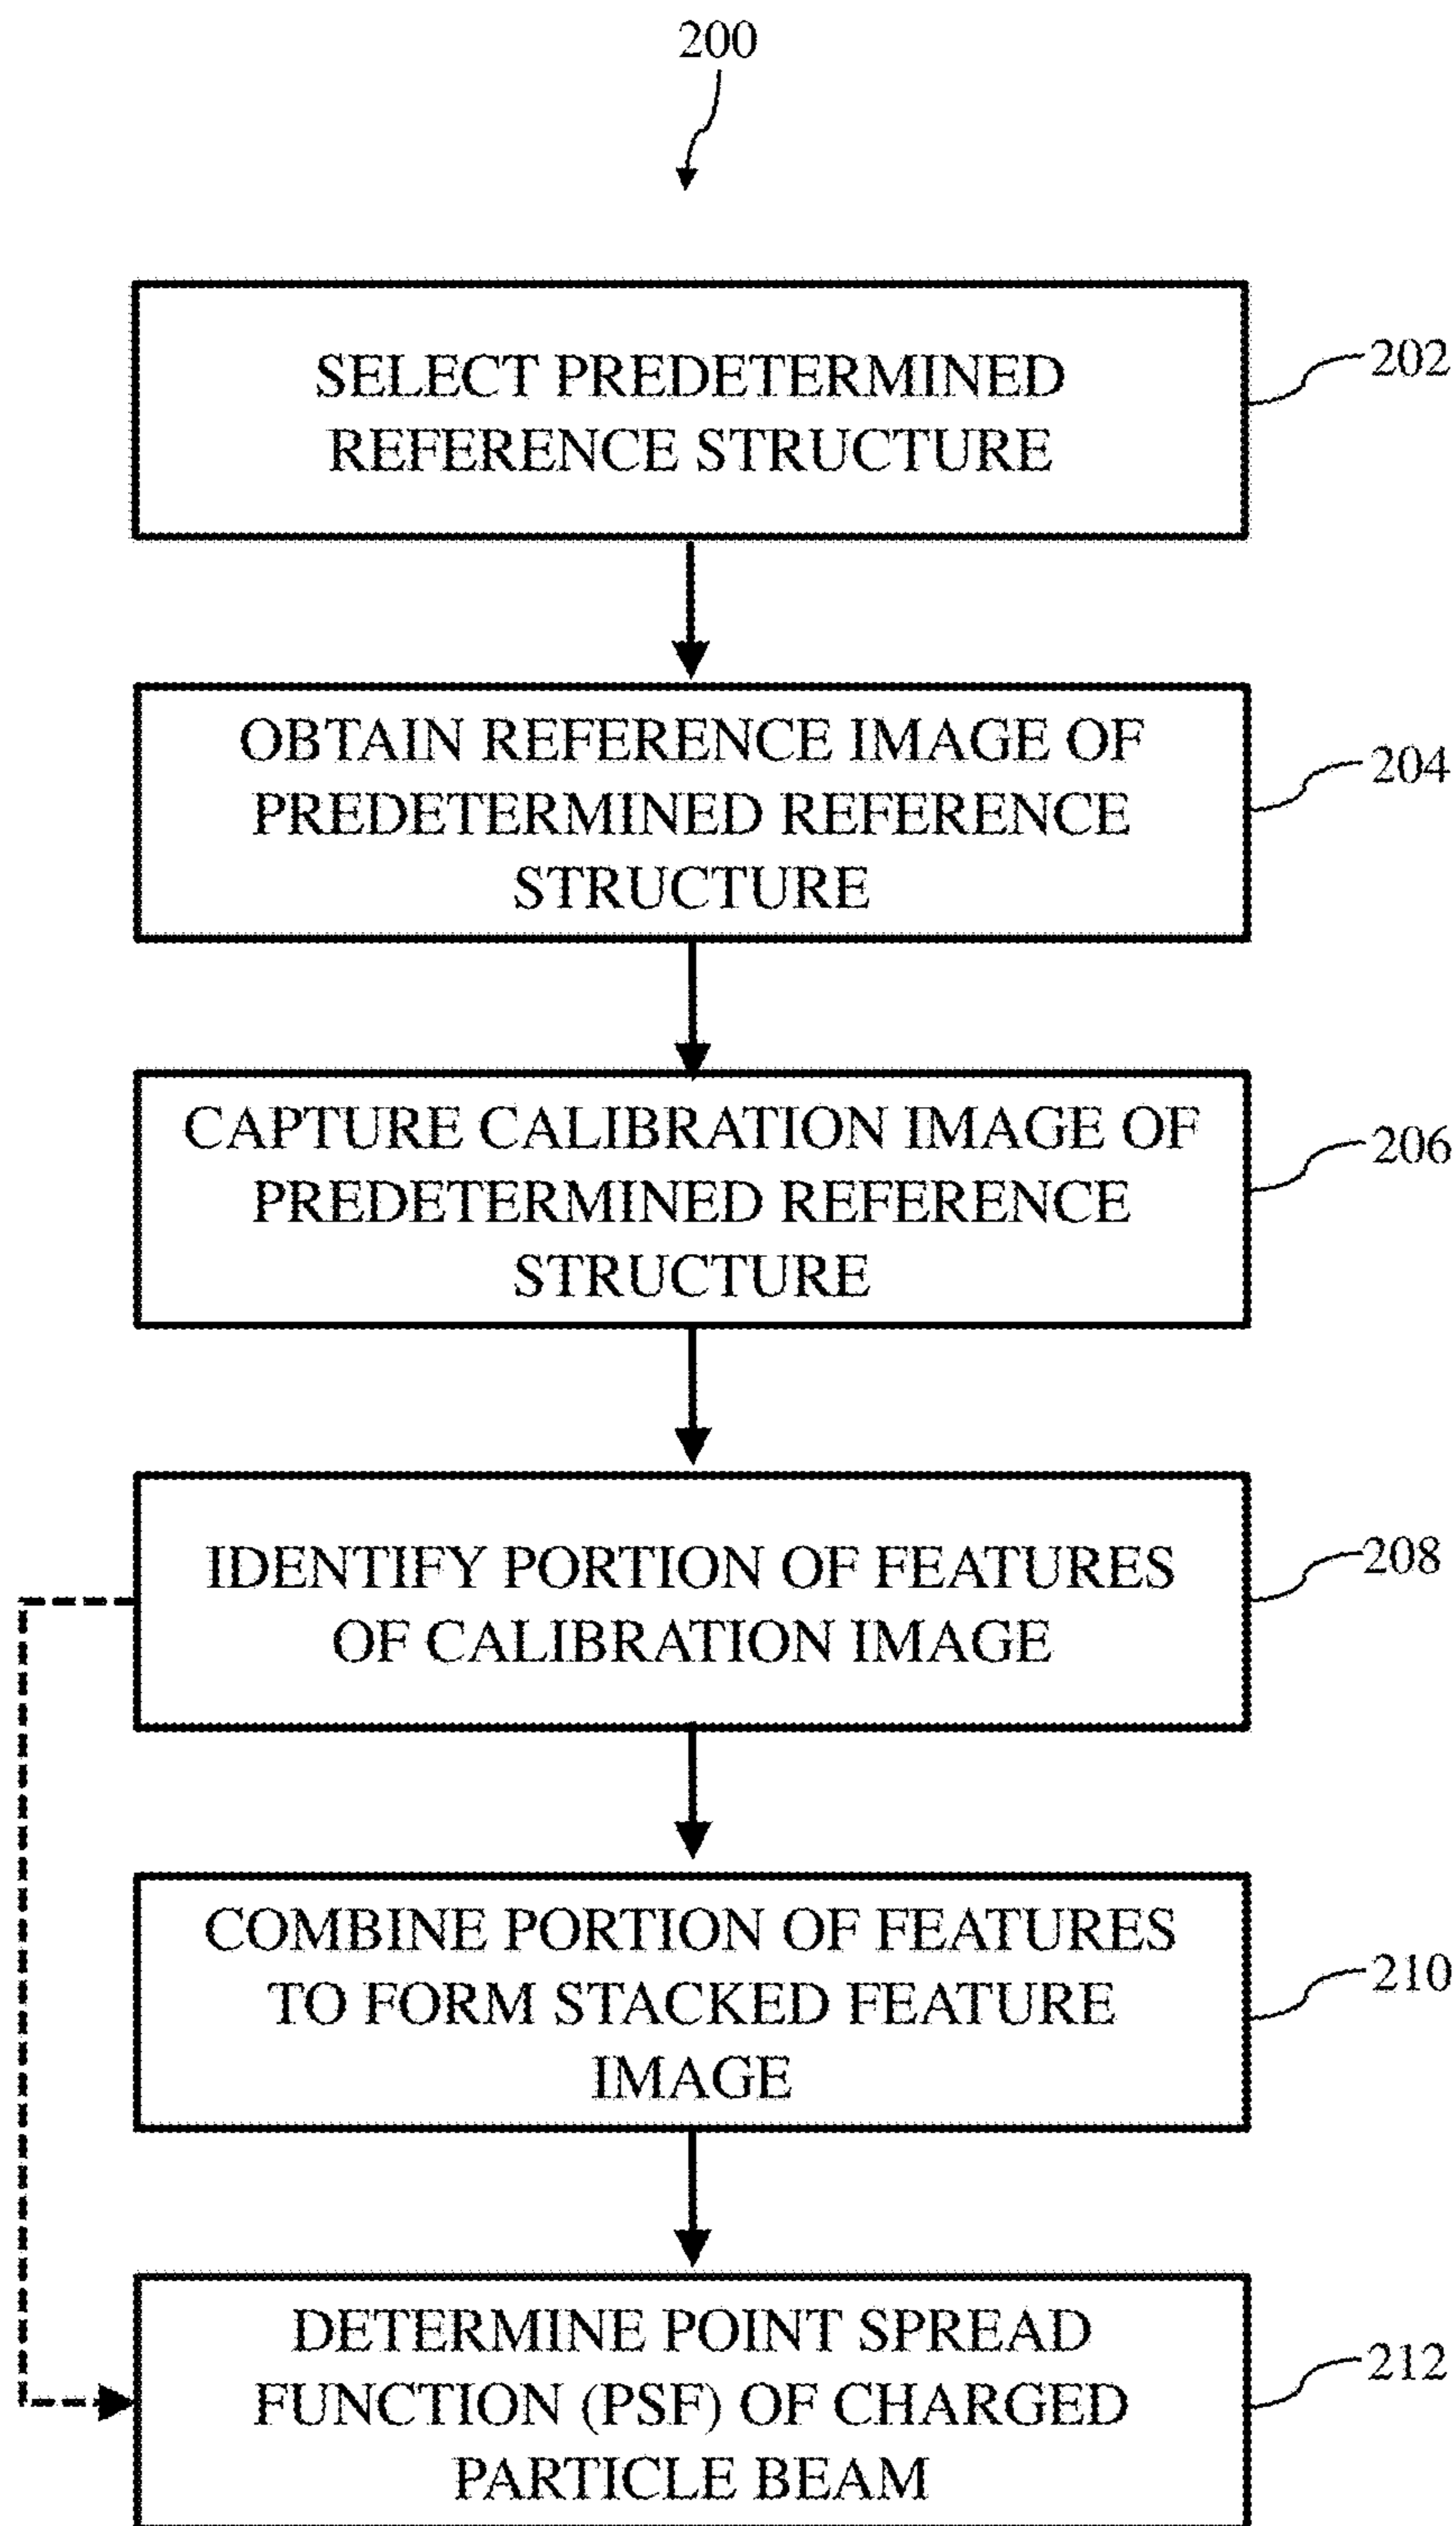 200
SELECT PREDETERMINED
REFERENCE STRUCTURE
202
OBTAIN REFERENCE IMAGE OF
PREDETERMINED REFERENCE
STRUCTURE
204
CAPTURE CALIBRATION IMAGE OF
PREDETERMINED REFERENCE
STRUCTURE
206
IDENTIFY PORTION OF FEATURES
OF CALIBRATION IMAGE
208
COMBINE PORTION OF FEATURES
TO FORM STACKED FEATURE
IMAGE
210
DETERMINE POINT SPREAD
FUNCTION (PSF) OF CHARGED
PARTICLE BEAM
212